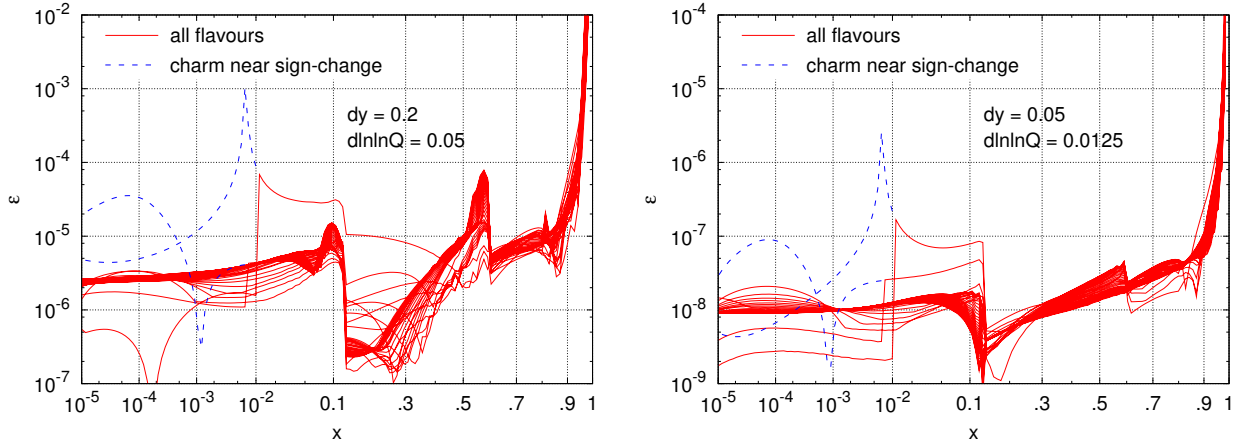 all flavours
charm near sign-change
dy = 0.2
dlnlnQ = 0.05
ε
10^-2
10^-3
10^-4
10^-5
10^-6
10^-7
10^-5 10^-4 10^-3 10^-2 0.1 .3 .5 .7 .9 1
x
all flavours
charm near sign-change
dy = 0.05
dlnlnQ = 0.0125
ε
10^-4
10^-5
10^-6
10^-7
10^-8
10^-9
10^-5 10^-4 10^-3 10^-2 0.1 .3 .5 .7 .9 1
x